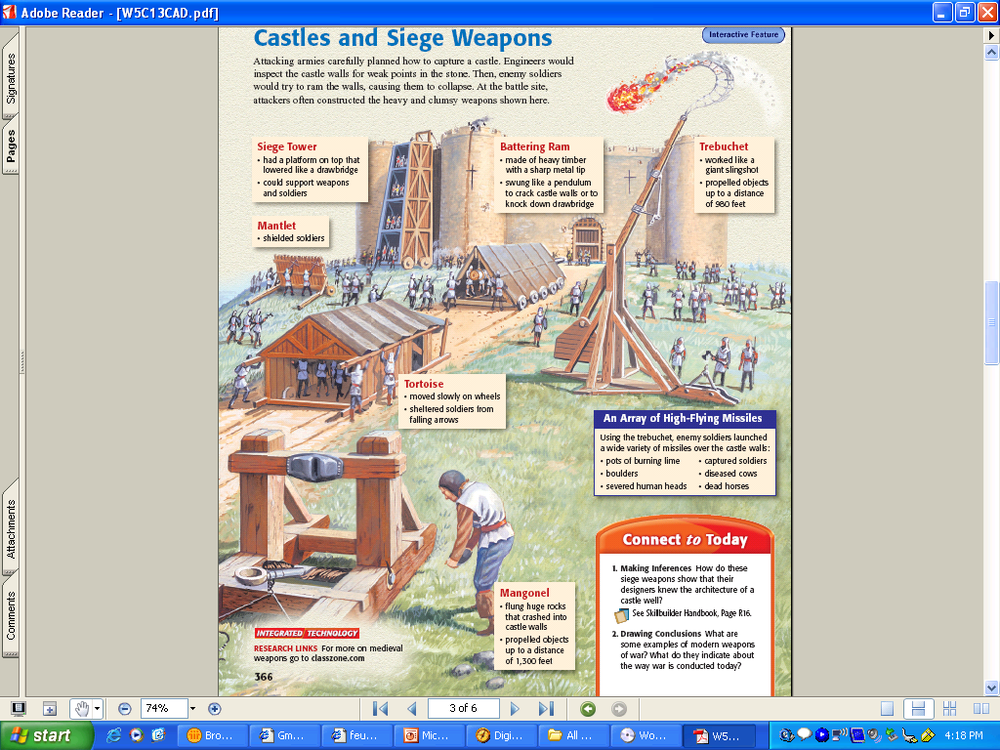 Adobe Reader - [W5C13CAD.pdf]
Signatures
Pages
Attachments
Comments
Castles and Siege Weapons
Interactive Feature
Attacking armies carefully planned how to capture a castle. Engineers would
inspect the castle walls for weak points in the stone. Then, enemy soldiers
would try to ram the walls, causing them to collapse. At the battle site,
attackers often constructed the heavy and clumsy weapons shown here.
Siege Tower
• had a platform on top that
lowered like a drawbridge
• could support weapons
and soldiers
Battering Ram
• made of heavy timber
with a sharp metal tip
• swung like a pendulum
to crack castle walls or to
knock down drawbridge
Trebuchet
• worked like a
giant slingshot
• propelled objects
up to a distance
of 980 feet
Mantlet
• shielded soldiers
Tortoise
• moved slowly on wheels
• sheltered soldiers from
falling arrows
An Array of High-Flying Missiles
Using the trebuchet, enemy soldiers launched
a wide variety of missiles over the castle walls:
• pots of burning lime
• boulders
• severed human heads
• captured soldiers
• diseased cows
• dead horses
Mangonel
• flung huge rocks
that crashed into
castle walls
• propelled objects
up to a distance
of 1,300 feet
Connect to Today
1. Making Inferences How do these
siege weapons show that their
designers knew the architecture of a
castle well?
See Skillbuilder Handbook, Page R16.
2. Drawing Conclusions What are
some examples of modern weapons
of war? What do they indicate about
the way war is conducted today?
INTEGRATED TECHNOLOGY
RESEARCH LINKS For more on medieval
weapons go to classzone.com
366
74%
3 of 6
start
Bro...
Gm...
feu...
Mic...
Digi...
All ...
Wo...
W5...
4:18 PM